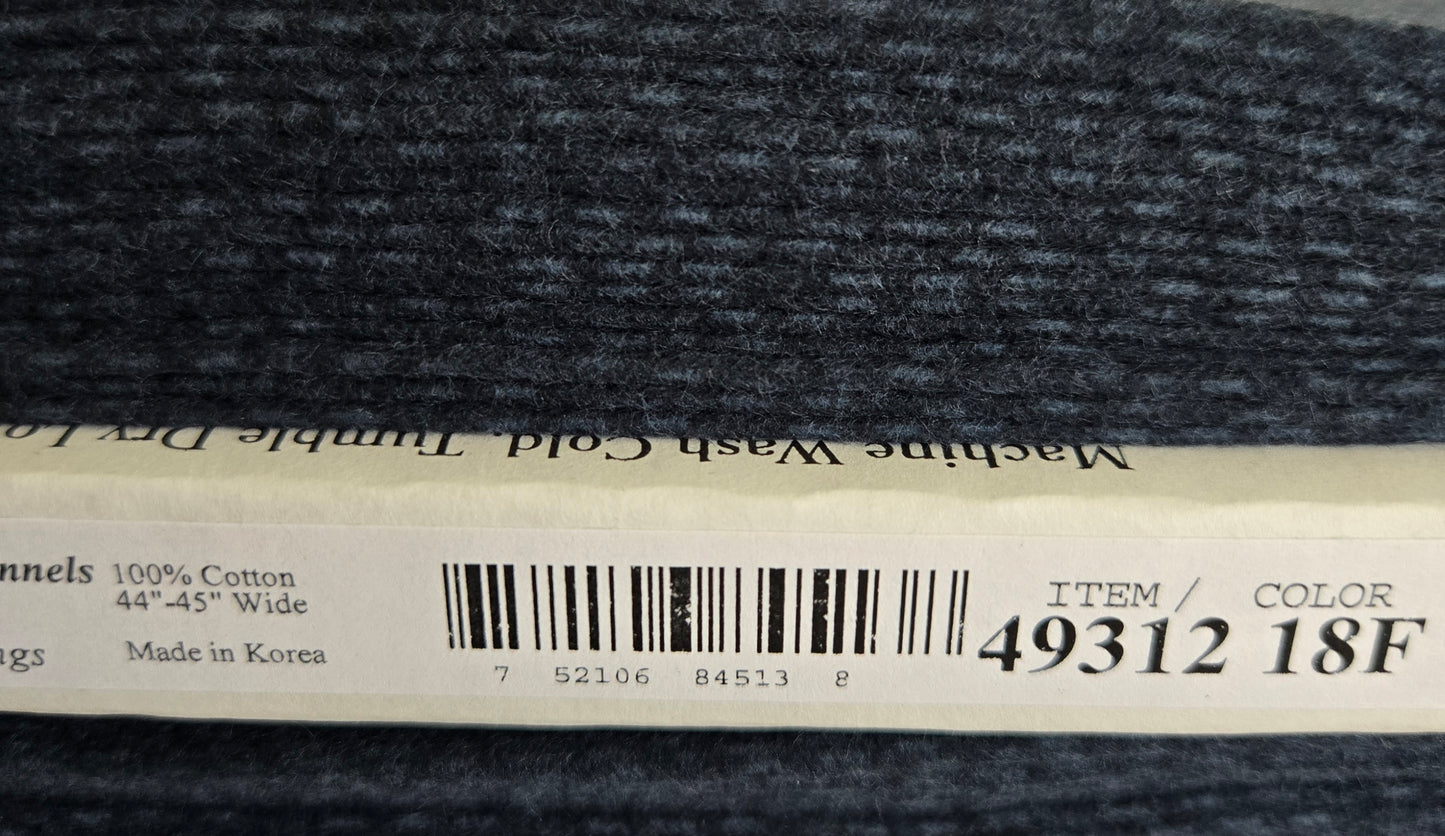 Machine Wash Cold. Tumble Dry Lo
nnels 100% Cotton
44"-45" Wide
ngs Made in Korea
7 52106 84513 8
ITEM / COLOR
49312 18F